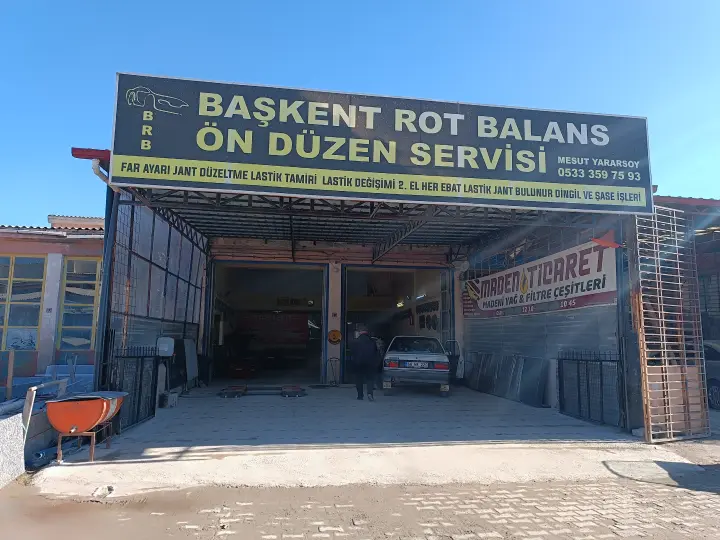 BRB
BAŞKENT ROT BALANS
ÖN DÜZEN SERVİSİ
MESUT YARARSOY
0533 359 75 93
FAR AYARI JANT DÜZELTME LASTİK TAMİRİ LASTİK DEĞİŞİMİ 2. EL HER EBAT LASTİK JANT BULUNUR DİNGİL VE ŞASE İŞLERİ
MADEN TİCARET
MADENİ YAĞ & FİLTRE ÇEŞİTLERİ